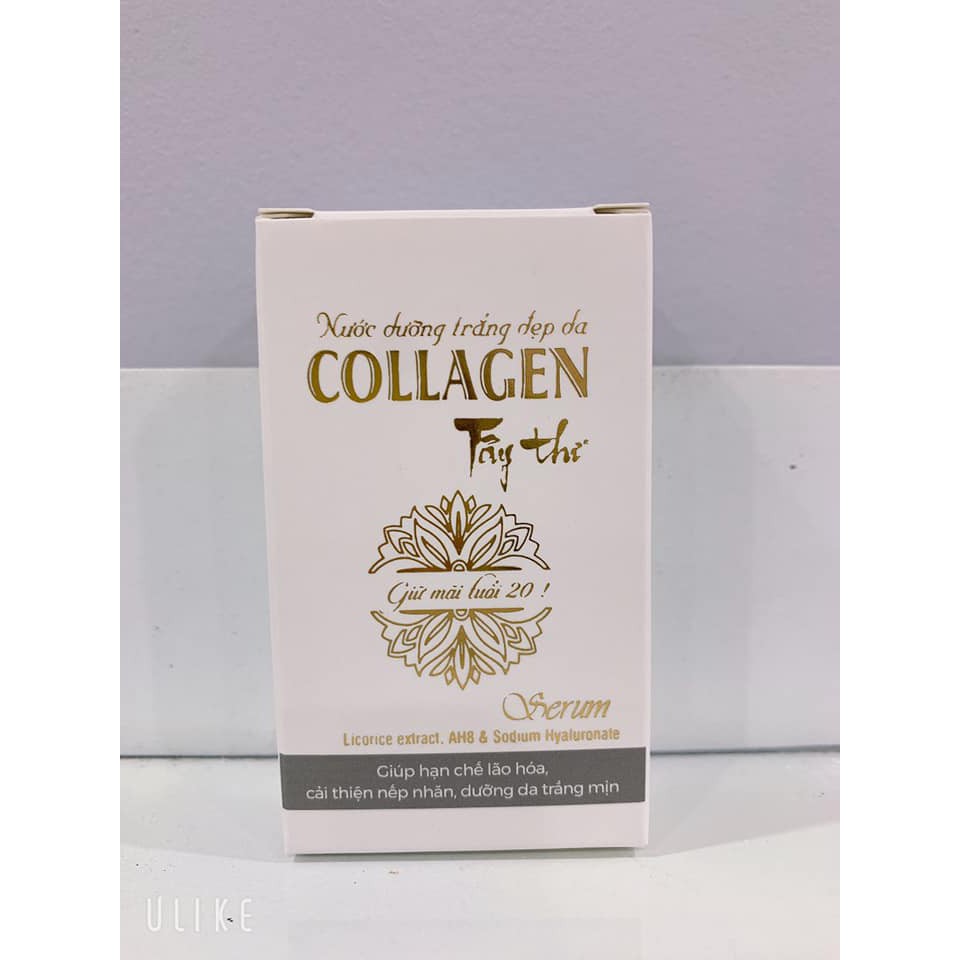 Nước dưỡng trắng đẹp da
COLLAGEN
Tây thi
Giữ mãi tuổi 20 !
Serum
Licorice extract, AH8 & Sodium Hyaluronate
Giúp hạn chế lão hóa,
cải thiện nếp nhăn, dưỡng da trắng mịn
ULIKE